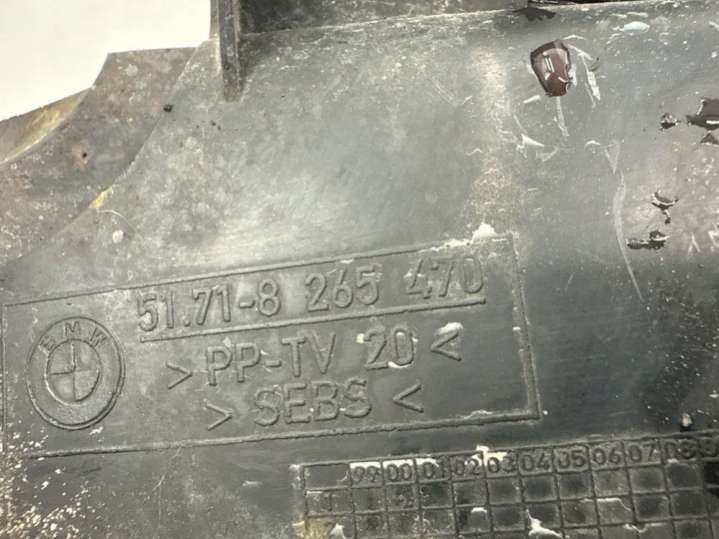 51.71-8 265 470
BMW
> PP-TV 20 <
> SEBS <
99 00 01 02 03 04 05 06 07 08